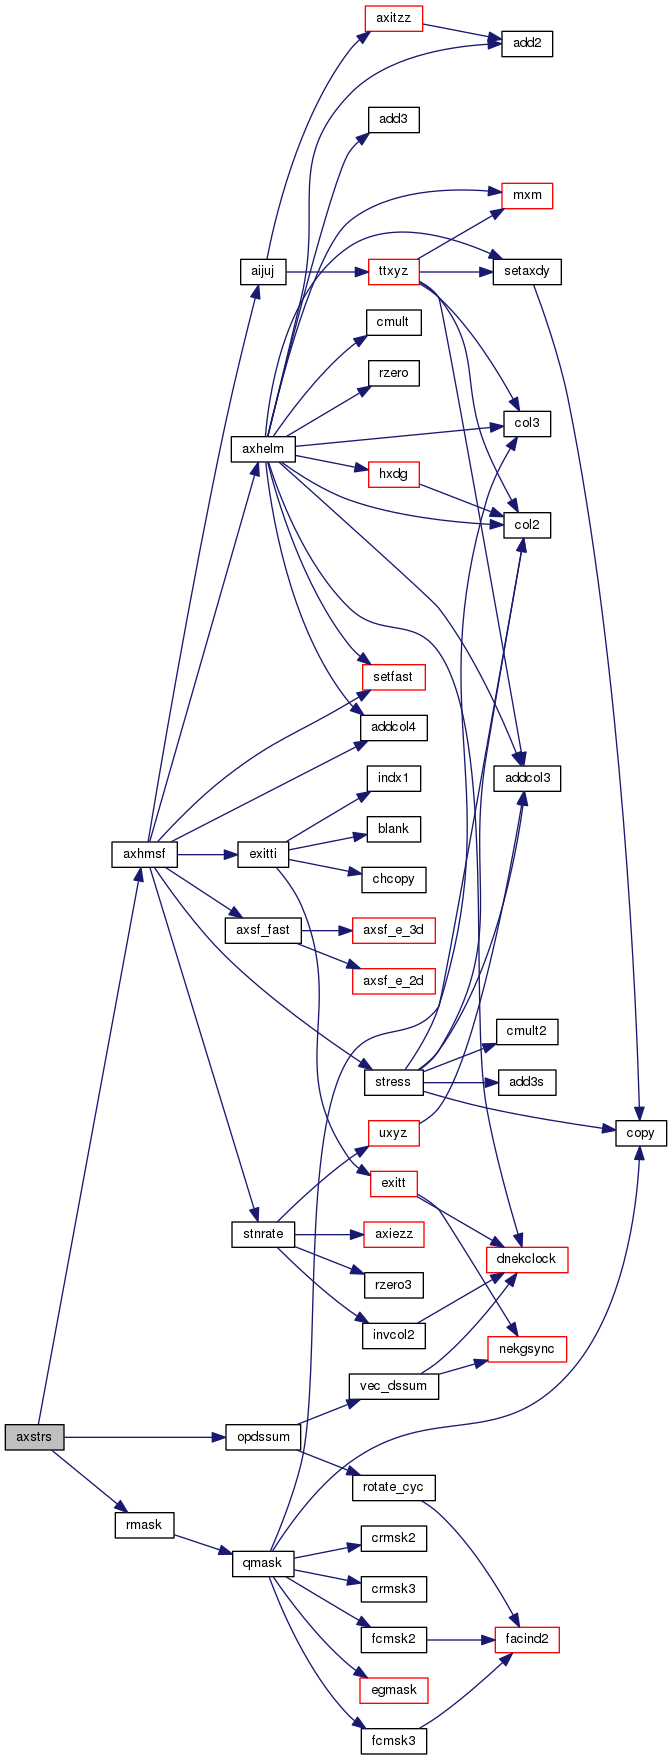 axitzz
add2
add3
mxm
aijuj
ttxyz
setaxdy
cmult
rzero
col3
axhelm
hxdg
col2
setfast
addcol4
indx1
addcol3
blank
axhmsf
exitti
chcopy
axsf_fast
axsf_e_3d
axsf_e_2d
cmult2
stress
add3s
uxyz
copy
exitt
stnrate
axiezz
dnekclock
rzero3
invcol2
nekgsync
vec_dssum
axstrs
opdssum
rotate_cyc
rmask
crmsk2
qmask
crmsk3
fcmsk2
facind2
egmask
fcmsk3